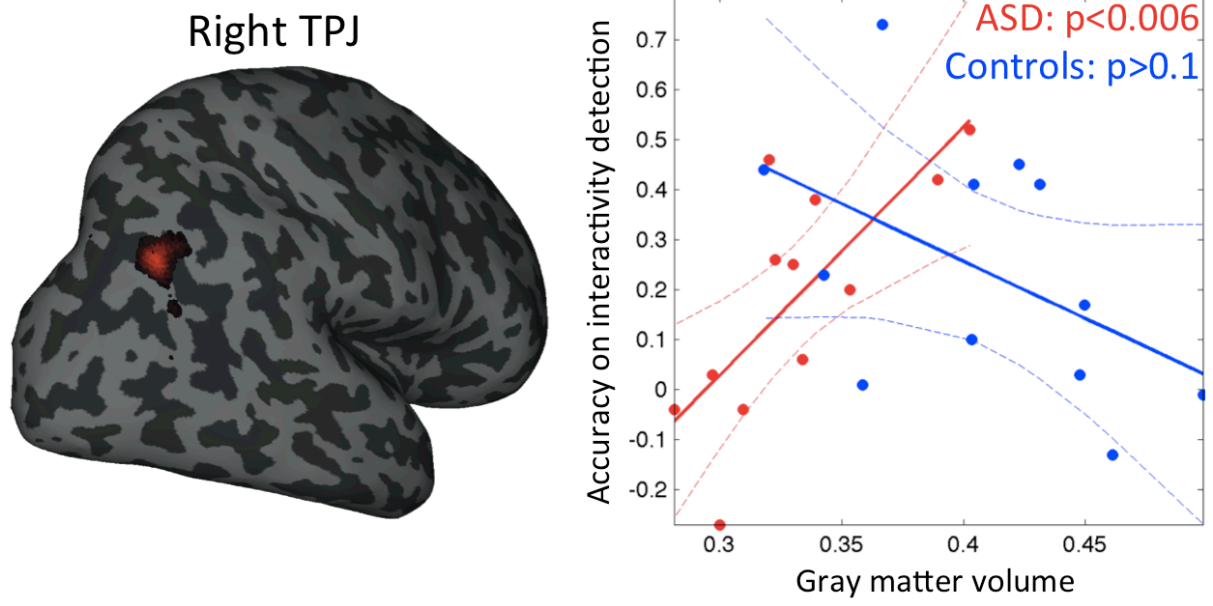 Right TPJ
ASD: p<0.006
Controls: p>0.1
Accuracy on interactivity detection
0.7
0.6
0.5
0.4
0.3
0.2
0.1
0
-0.1
-0.2
0.3
0.35
0.4
0.45
Gray matter volume